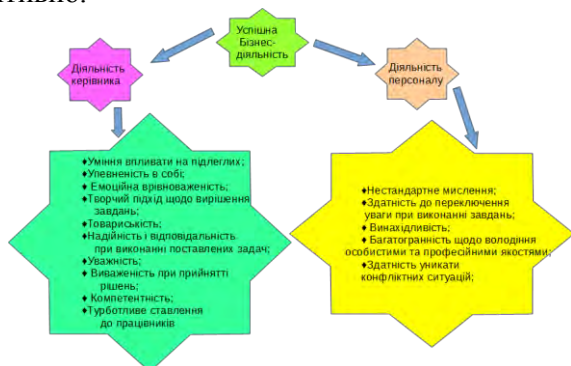 Успішна
Бізнес-
діяльність
Діяльність
керівника
Діяльність
персоналу
♦Уміння впливати на підлеглих;
♦Упевненість в собі;
♦ Емоційна врівноваженість;
♦Творчий підхід щодо вирішення
завдань;
♦Товариськість;
♦Надійність і відповідальність
при виконанні поставлених задач;
♦Уважність;
♦ Виваженість при прийнятті
рішень;
♦ Компетентність;
♦Турботливе ставлення
до працівників
♦Нестандартне мислення;
♦Здатність до переключення
уваги при виконанні завдань;
♦Винахідливість;
♦ Багатогранність щодо володіння
особистими та професійними якостями;
♦Здатність уникати
конфліктних ситуацій;